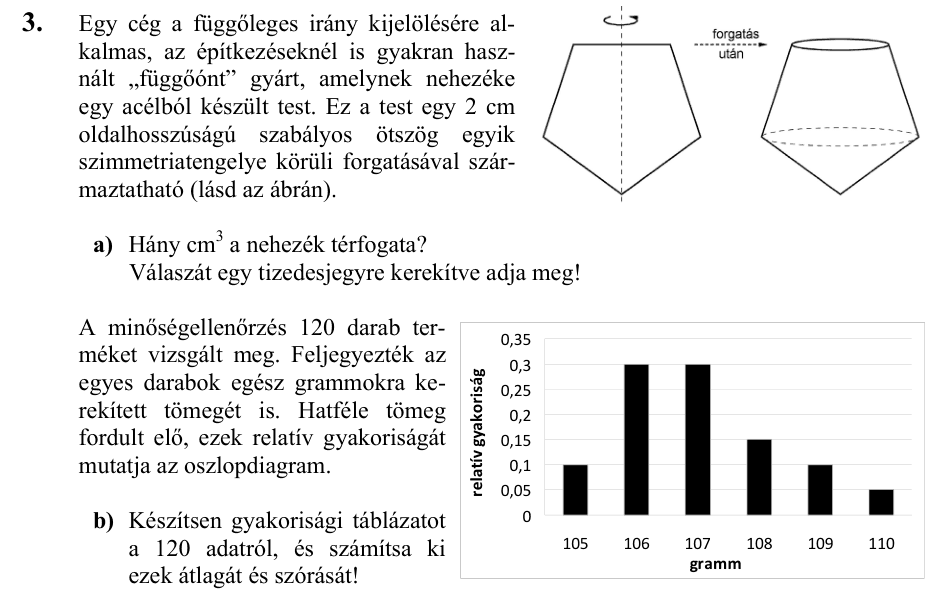 3. Egy cég a függőleges irány kijelölésére al-
kalmas, az építkezéseknél is gyakran hasz-
nált „függőónt” gyárt, amelynek nehezéke
egy acélból készült test. Ez a test egy 2 cm
oldalhosszúságú szabályos ötszög egyik
szimmetriatengelye körüli forgatásával szár-
maztatható (lásd az ábrán).
forgatás
után
a) Hány cm³ a nehezék térfogata?
Válaszát egy tizedesjegyre kerekítve adja meg!
A minőségellenőrzés 120 darab ter-
méket vizsgált meg. Feljegyezték az
egyes darabok egész grammokra ke-
rekített tömegét is. Hatféle tömeg
fordult elő, ezek relatív gyakoriságát
mutatja az oszlopdiagram.
b) Készítsen gyakorisági táblázatot
a 120 adatról, és számítsa ki
ezek átlagát és szórását!
relatív gyakoriság
0,35
0,3
0,25
0,2
0,15
0,1
0,05
0
105 106 107 108 109 110
gramm